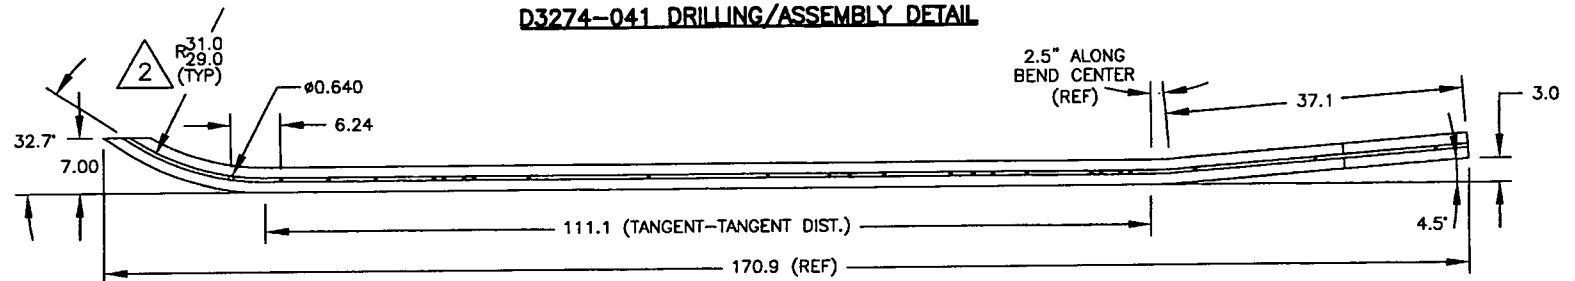 D3274-041 DRILLING/ASSEMBLY DETAIL
2
R31.0
29.0
(TYP)
ø0.640
6.24
32.7°
7.00
2.5" ALONG
BEND CENTER
(REF)
37.1
3.0
4.5°
111.1 (TANGENT-TANGENT DIST.)
170.9 (REF)